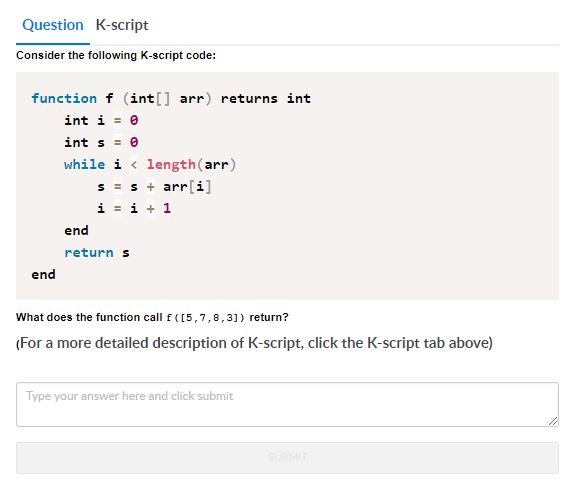 Question K-script
Consider the following K-script code:
function f (int[] arr) returns int
int i = 0
int s = 0
while i < length(arr)
s = s + arr[i]
i = i + 1
end
return s
end
What does the function call f([5,7,8,3]) return?
(For a more detailed description of K-script, click the K-script tab above)
Type your answer here and click submit
SUBMIT